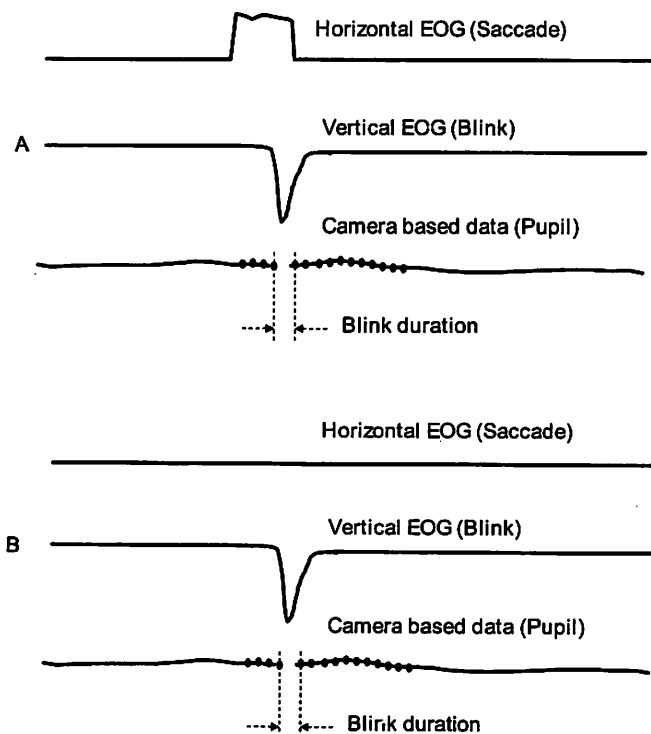 Horizontal EOG (Saccade)
Vertical EOG (Blink)
A
Camera based data (Pupil)
Blink duration
Horizontal EOG (Saccade)
Vertical EOG (Blink)
B
Camera based data (Pupil)
Blink duration